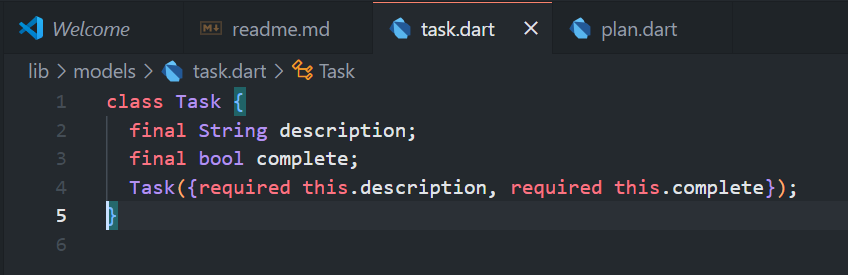 Welcome readme.md task.dart plan.dart
lib > models > task.dart > Task
1 class Task {
2 final String description;
3 final bool complete;
4 Task({required this.description, required this.complete});
5 }
6